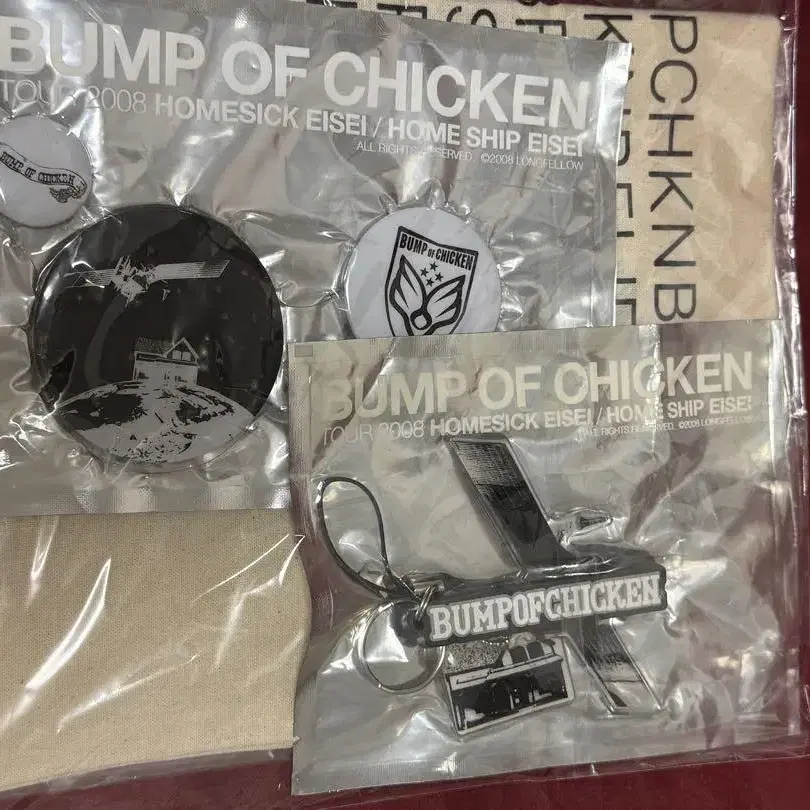 BUMP OF CHICKEN
TOUR 2008 HOMESICK EISEI / HOME SHIP EISEI
ALL RIGHTS RESERVED. ©2008 LONGFELLOW
BUMP OF CHICKEN
BUMP OF CHICKEN
PCHKNB
BUMP OF CHICKEN
TOUR 2008 HOMESICK EISEI / HOME SHIP EISEI
ALL RIGHTS RESERVED. ©2008 LONGFELLOW
BUMPOFCHICKEN